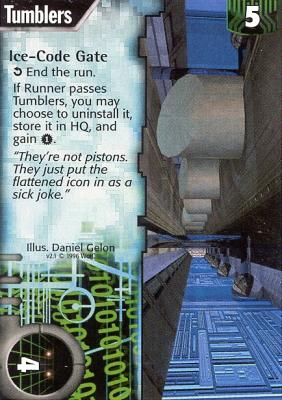 Tumblers
5
Ice-Code Gate
End the run.
If Runner passes
Tumblers, you may
choose to uninstall it,
store it in HQ, and
gain 1.
"They're not pistons.
They just put the
flattened icon in as a
sick joke."
Illus. Daniel Gelon
v2.1 © 1996 WotC
4